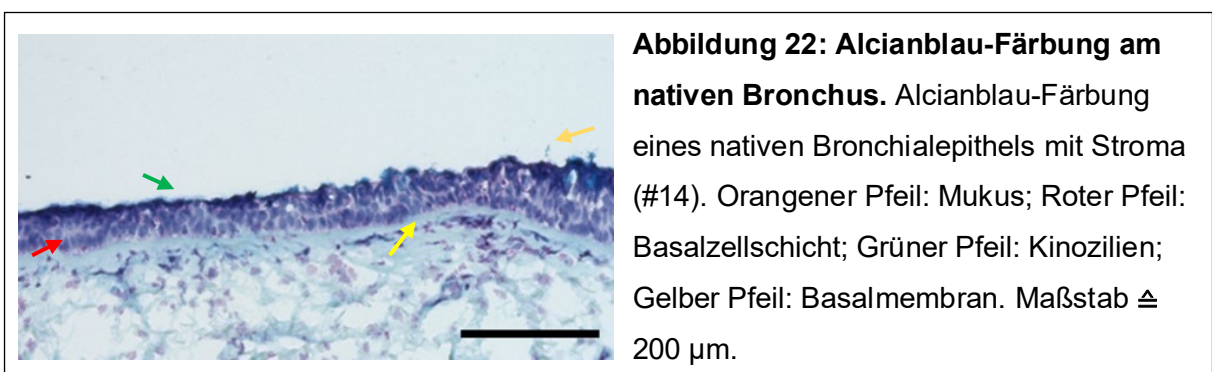 Abbildung 22: Alcianblau-Färbung am
nativen Bronchus. Alcianblau-Färbung
eines nativen Bronchialepithels mit Stroma
(#14). Orangener Pfeil: Mukus; Roter Pfeil:
Basalzellschicht; Grüner Pfeil: Kinozilien;
Gelber Pfeil: Basalmembran. Maßstab ≙
200 µm.